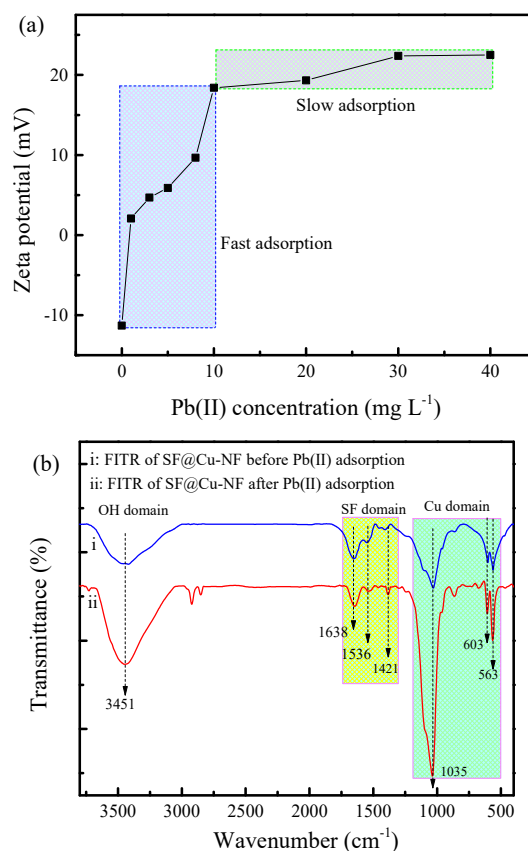 (a)
20
10
0
-10
Zeta potential (mV)
Slow adsorption
Fast adsorption
0 10 20 30 40
Pb(II) concentration (mg L⁻¹)
(b)
i: FITR of SF@Cu-NF before Pb(II) adsorption
ii: FITR of SF@Cu-NF after Pb(II) adsorption
OH domain SF domain Cu domain
i
ii
Transmittance (%)
3451
1638
1536
1421
603
563
1035
3500 3000 2500 2000 1500 1000 500
Wavenumber (cm⁻¹)